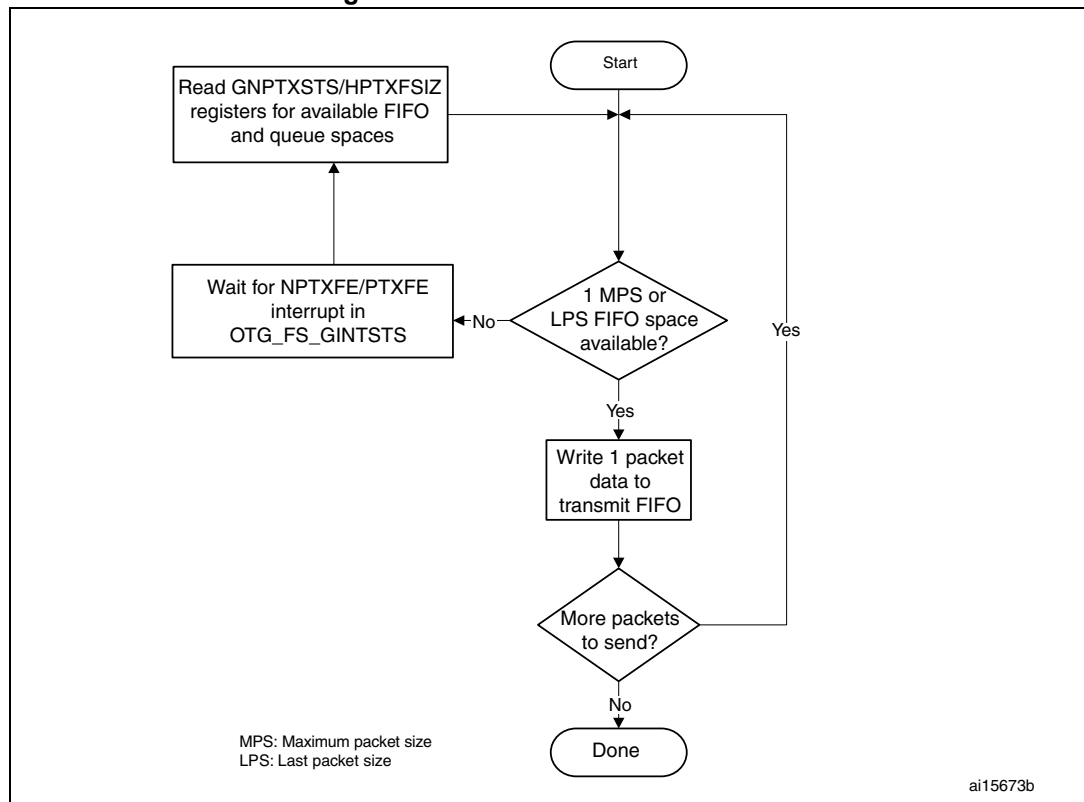 Start
Read GNPTXSTS/HPTXFSIZ
registers for available FIFO
and queue spaces
Wait for NPTXFE/PTXFE
interrupt in
OTG_FS_GINTSTS
No
1 MPS or
LPS FIFO space
available?
Yes
Yes
Write 1 packet
data to
transmit FIFO
More packets
to send?
No
Done
MPS: Maximum packet size
LPS: Last packet size
ai15673b